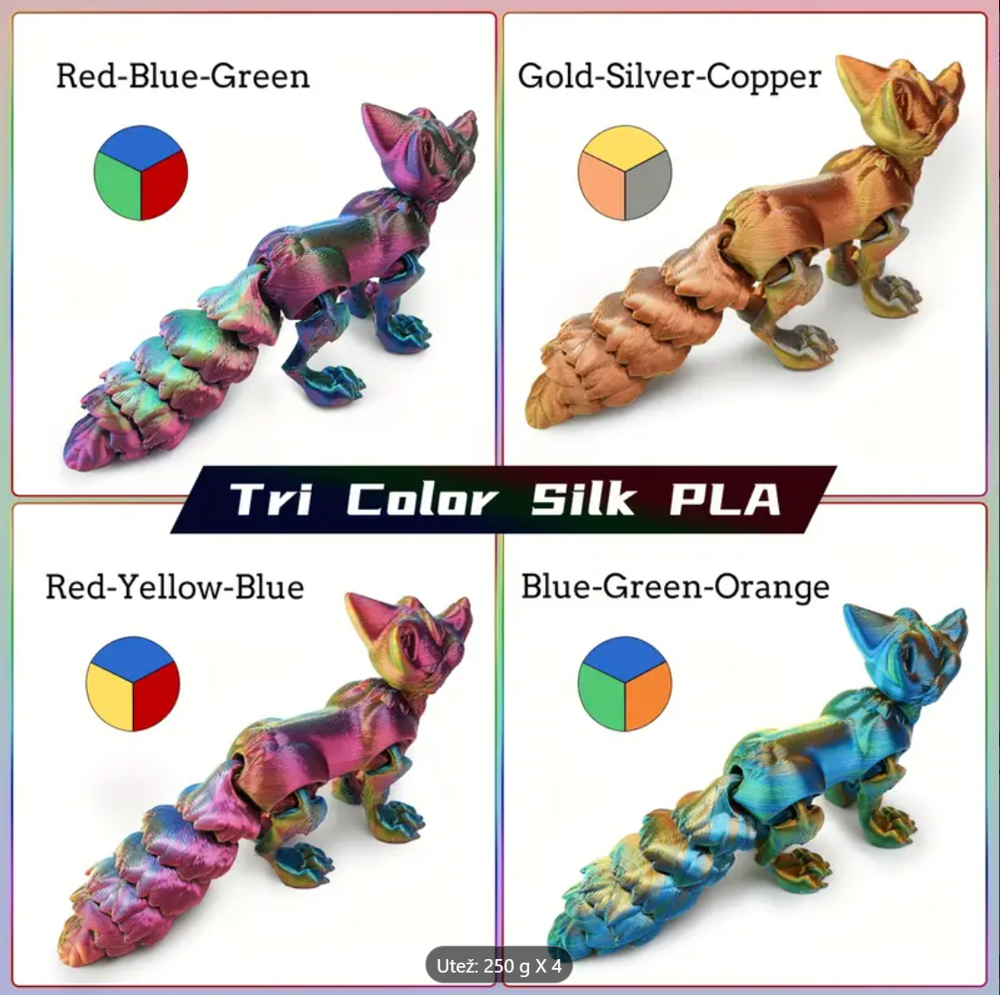 Red-Blue-Green
Gold-Silver-Copper
Tri Color Silk PLA
Red-Yellow-Blue
Blue-Green-Orange
Utež: 250 g X 4